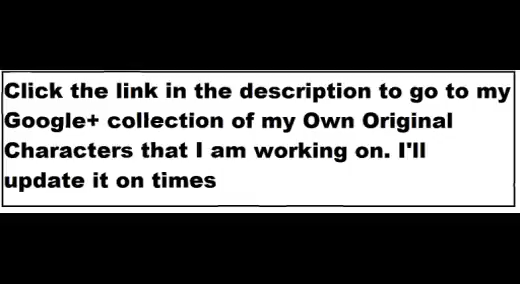 Click the link in the description to go to my
Google+ collection of my Own Original
Characters that I am working on. I'll
update it on times